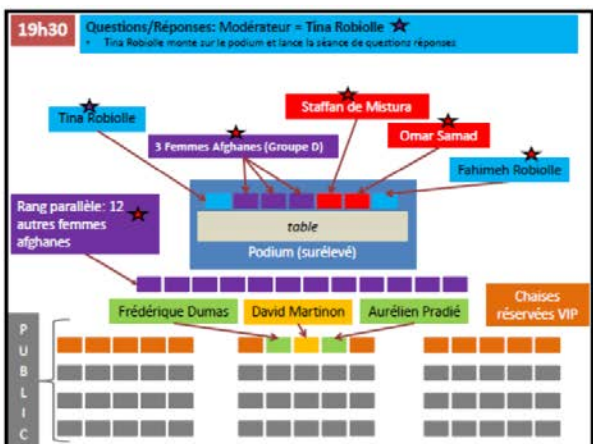 19h30
Questions/Réponses: Modérateur = Tina Robiolle
• Tina Robiolle monte sur le podium et lance la séance de questions réponses
Staffan de Mistura
Tina Robiolle
Omar Samad
3 Femmes Afghanes (Groupe D)
Fahimeh Robiolle
Rang parallèle: 12
autres femmes
afghanes
table
Podium (surélevé)
Frédérique Dumas
David Martinon
Aurélien Pradié
Chaises
réservées VIP
P
U
B
L
I
C